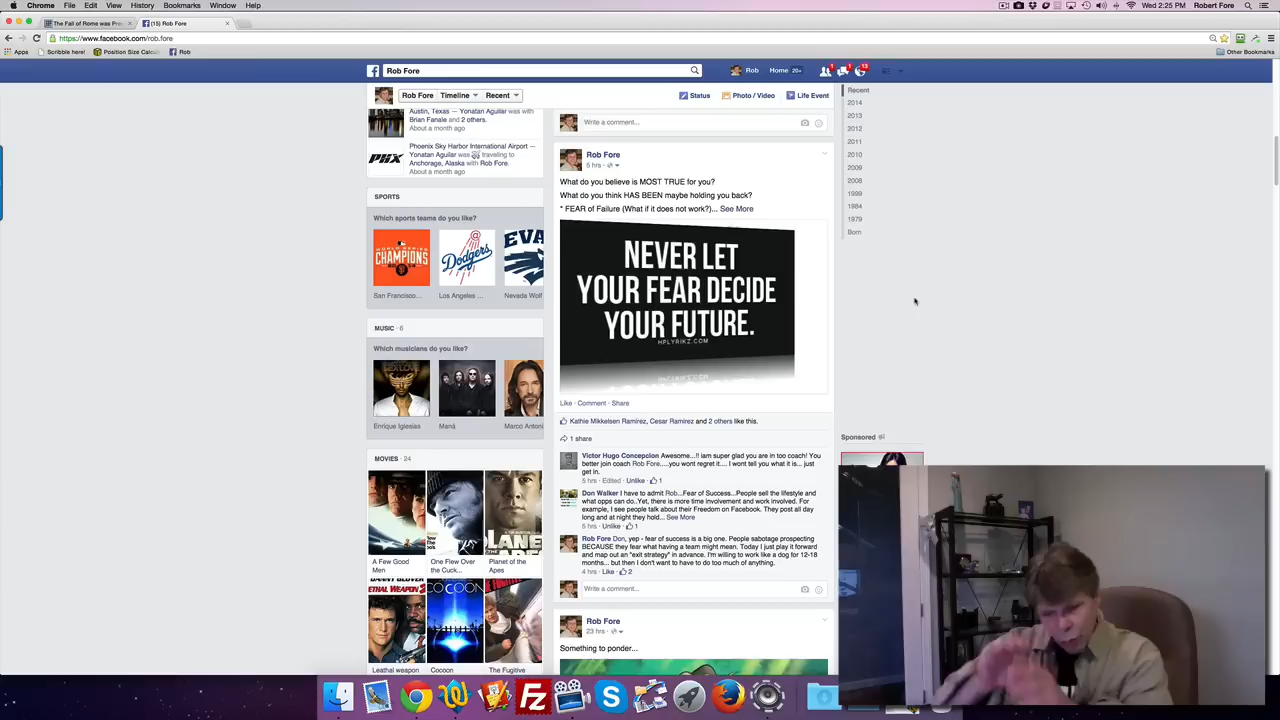 Chrome File Edit View History Bookmarks Window Help
Wed 2:25 PM Robert Fore
The Fall of Rome was Pre
(15) Rob Fore
https://www.facebook.com/rob.fore
Apps Scribble here! Position Size Calcul Rob
Other Bookmarks
Rob Fore
Rob Home 20+
1 1 13
Rob Fore Timeline Recent
Status Photo / Video Life Event
Austin, Texas — Yonatan Aguilar was with
Brian Fanale and 2 others.
About a month ago
Phoenix Sky Harbor International Airport —
Yonatan Aguilar was traveling to
Anchorage, Alaska with Rob Fore.
About a month ago
PHX
SPORTS
Which sports teams do you like?
WORLD SERIES
CHAMPIONS
Dodgers
EVA
San Francisco...
Los Angeles ...
Nevada Wolf
MUSIC · 6
Which musicians do you like?
Enrique Iglesias
Maná
Marco Antoni
MOVIES · 24
A Few Good
Men
One Flew Over
the Cuck...
Planet of the
Apes
COCOON
Leathal weapon
Cocoon
The Fugitive
Write a comment...
Rob Fore
5 hrs ·
What do you believe is MOST TRUE for you?
What do you think HAS BEEN maybe holding you back?
* FEAR of Failure (What if it does not work?)... See More
NEVER LET
YOUR FEAR DECIDE
YOUR FUTURE.
HPLYRIKZ.COM
Like · Comment · Share
Kathie Mikkelsen Ramirez, Cesar Ramirez and 2 others like this.
1 share
Victor Hugo Concepcion Awesome...!! iam super glad you are in too coach! You
better join coach Rob Fore.....you wont regret it.... I wont tell you what it is... just
get in.
5 hrs · Edited · Unlike · 1
Don Walker I have to admit Rob...Fear of Success...People sell the lifestyle and
what opps can do..Yet, there is more time involvement and work involved. For
example, I see people talk about their Freedom on Facebook. They post all day
long and at night they hold... See More
5 hrs · Unlike · 1
Rob Fore Don, yep - fear of success is a big one. People sabotage prospecting
BECAUSE they fear what having a team might mean. Today I just play it forward
and map out an "exit strategy" in advance. I'm willing to work like a dog for 12-18
months... but then I don't want to have to do too much of anything.
4 hrs · Like · 2
Write a comment...
Rob Fore
23 hrs ·
Something to ponder...
Recent
2014
2013
2012
2011
2010
2009
2008
1999
1984
1979
Born
Sponsored